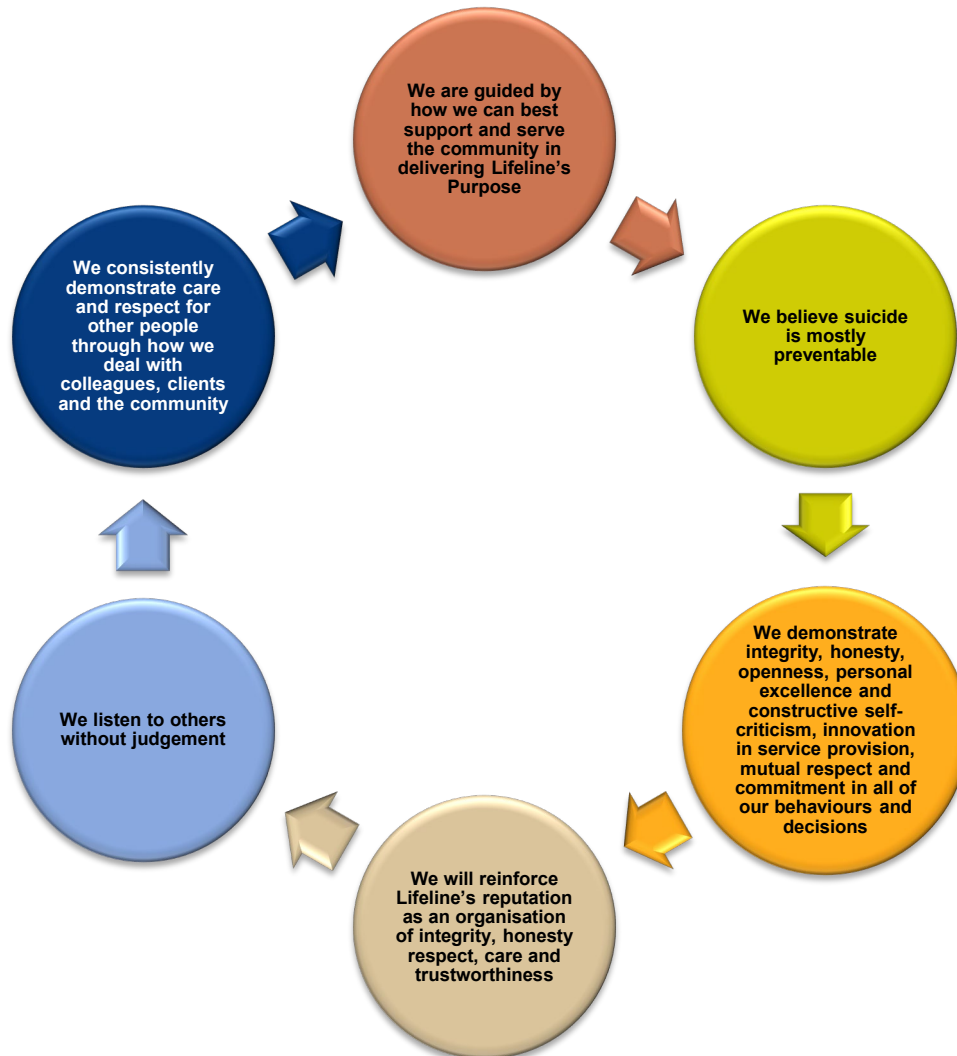 We are guided by
how we can best
support and serve
the community in
delivering Lifeline's
Purpose
We believe suicide
is mostly
preventable
We demonstrate
integrity, honesty,
openness, personal
excellence and
constructive self-
criticism, innovation
in service provision,
mutual respect and
commitment in all of
our behaviours and
decisions
We will reinforce
Lifeline's reputation
as an organisation
of integrity, honesty
respect, care and
trustworthiness
We listen to others
without judgement
We consistently
demonstrate care
and respect for
other people
through how we
deal with
colleagues, clients
and the community